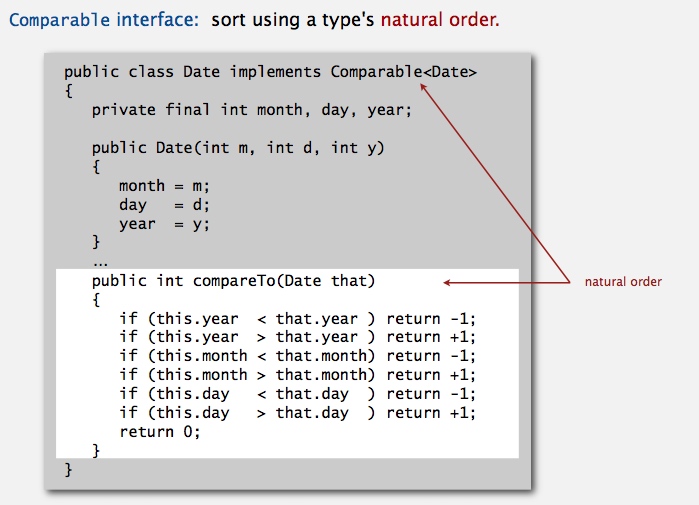 Comparable interface: sort using a type's natural order.
public class Date implements Comparable<Date>
{
private final int month, day, year;
public Date(int m, int d, int y)
{
month = m;
day = d;
year = y;
}
...
public int compareTo(Date that)
{
if (this.year < that.year ) return -1;
if (this.year > that.year ) return +1;
if (this.month < that.month) return -1;
if (this.month > that.month) return +1;
if (this.day < that.day ) return -1;
if (this.day > that.day ) return +1;
return 0;
}
}
natural order